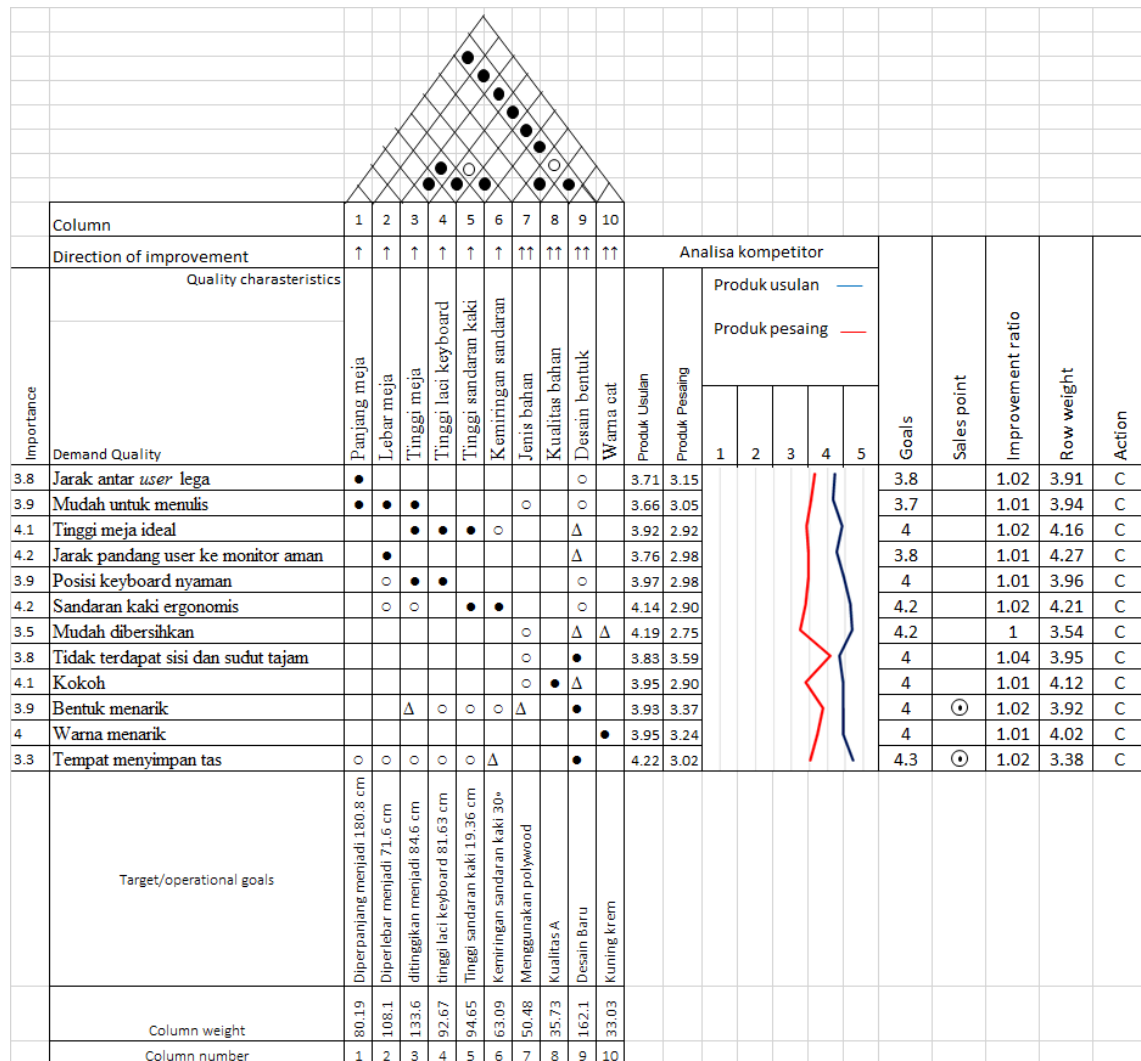 Column 1 2 3 4 5 6 7 8 9 10
Direction of improvement ↑ ↑ ↑ ↑ ↑ ↑ ↑↑ ↑↑ ↑↑ ↑↑ Analisa kompetitor
Quality charasteristics
Produk usulan
Produk pesaing
Importance
Demand Quality
Panjang meja
Lebar meja
Tinggi meja
Tinggi laci keyboard
Tinggi sandaran kaki
Kemiringan sandaran
Jenis bahan
Kualitas bahan
Desain bentuk
Warna cat
Produk Usulan
Produk Pesaing
1 2 3 4 5
Goals
Sales point
Improvement ratio
Row weight
Action
3.8 Jarak antar user lega ● ○ 3.71 3.15 3.8 1.02 3.91 C
3.9 Mudah untuk menulis ● ● ● ○ ○ 3.66 3.05 3.7 1.01 3.94 C
4.1 Tinggi meja ideal ● ● ● ○ Δ 3.92 2.92 4 1.02 4.16 C
4.2 Jarak pandang user ke monitor aman ● Δ 3.76 2.98 3.8 1.01 4.27 C
3.9 Posisi keyboard nyaman ○ ● ● ○ 3.97 2.98 4 1.01 3.96 C
4.2 Sandaran kaki ergonomis ○ ○ ● ● ○ 4.14 2.90 4.2 1.02 4.21 C
3.5 Mudah dibersihkan ○ Δ Δ 4.19 2.75 4.2 1 3.54 C
3.8 Tidak terdapat sisi dan sudut tajam ○ ● 3.83 3.59 4 1.04 3.95 C
4.1 Kokoh ○ ● Δ 3.95 2.90 4 1.01 4.12 C
3.9 Bentuk menarik Δ ○ ○ ○ Δ ● 3.93 3.37 4 ⊙ 1.02 3.92 C
4 Warna menarik ● 3.95 3.24 4 1.01 4.02 C
3.3 Tempat menyimpan tas ○ ○ ○ ○ ○ Δ ● 4.22 3.02 4.3 ⊙ 1.02 3.38 C
Target/operational goals
Diperpanjang menjadi 180.8 cm
Diperlebar menjadi 71.6 cm
ditinggikan menjadi 84.6 cm
tinggi laci keyboard 81.63 cm
Tinggi sandaran kaki 19.36 cm
Kemiringan sandaran kaki 30°
Menggunakan polywood
Kualitas A
Desain Baru
Kuning krem
Column weight 80.19 108.1 133.6 92.67 94.65 63.09 50.48 35.73 162.1 33.03
Column number 1 2 3 4 5 6 7 8 9 10